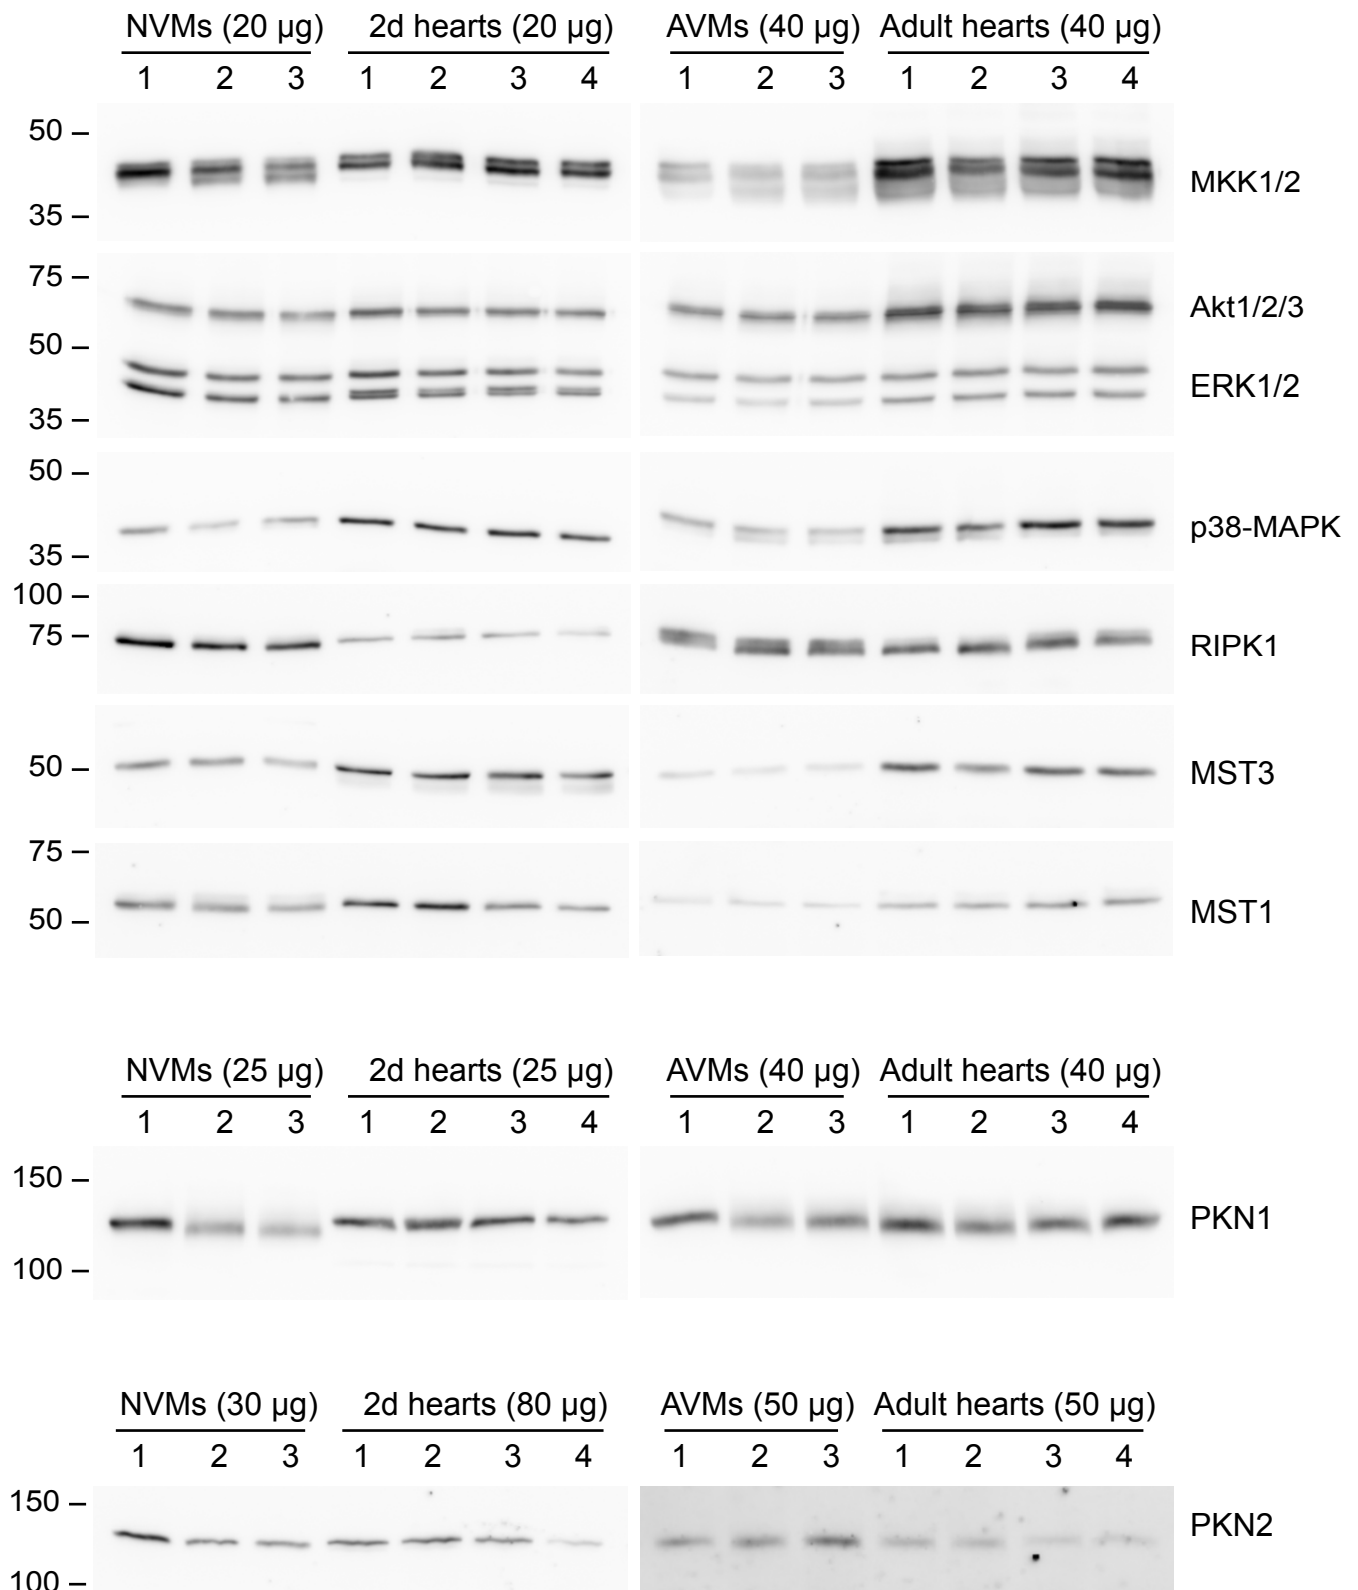 NVMs (20 µg) 2d hearts (20 µg) AVMs (40 µg) Adult hearts (40 µg)
1 2 3 1 2 3 4 1 2 3 1 2 3 4
50
MKK1/2
35
75
Akt1/2/3
50
ERK1/2
35
50
p38-MAPK
35
100
75
RIPK1
50 MST3
75
MST1
50
NVMs (25 µg) 2d hearts (25 µg) AVMs (40 µg) Adult hearts (40 µg)
1 2 3 1 2 3 4 1 2 3 1 2 3 4
150
PKN1
100
NVMs (30 µg) 2d hearts (80 µg) AVMs (50 µg) Adult hearts (50 µg)
1 2 3 1 2 3 4 1 2 3 1 2 3 4
150
PKN2
100